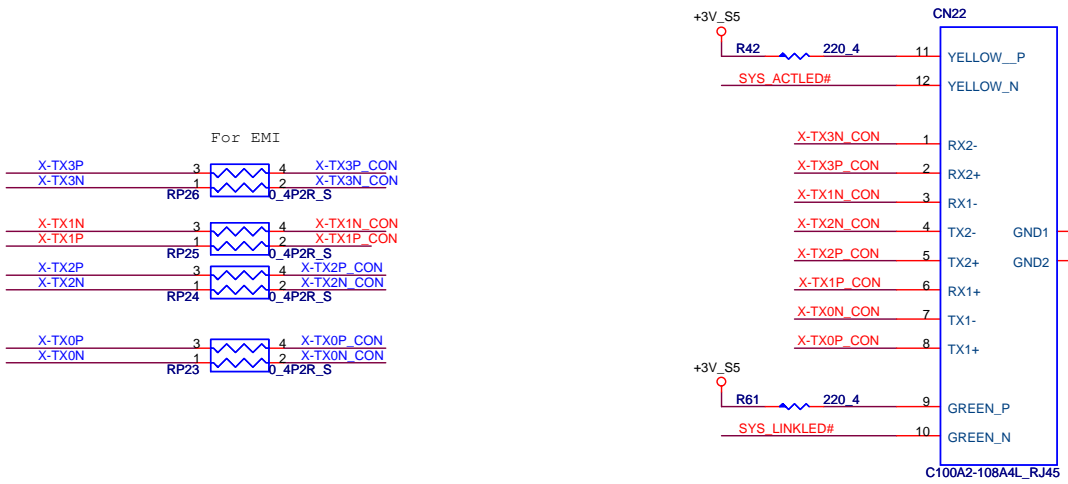 For EMI
X-TX3P 3 4 X-TX3P_CON
X-TX3N 1 2 X-TX3N_CON
RP26 0_4P2R_S
X-TX1N 3 4 X-TX1N_CON
X-TX1P 1 2 X-TX1P_CON
RP25 0_4P2R_S
X-TX2P 3 4 X-TX2P_CON
X-TX2N 1 2 X-TX2N_CON
RP24 0_4P2R_S
X-TX0P 3 4 X-TX0P_CON
X-TX0N 1 2 X-TX0N_CON
RP23 0_4P2R_S
+3V_S5
CN22
R42 220_4 11 YELLOW__P
SYS_ACTLED# 12 YELLOW_N
X-TX3N_CON 1 RX2-
X-TX3P_CON 2 RX2+
X-TX1N_CON 3 RX1-
X-TX2N_CON 4 TX2- GND1
X-TX2P_CON 5 TX2+ GND2
X-TX1P_CON 6 RX1+
X-TX0N_CON 7 TX1-
X-TX0P_CON 8 TX1+
+3V_S5
R61 220_4 9 GREEN_P
SYS_LINKLED# 10 GREEN_N
C100A2-108A4L_RJ45